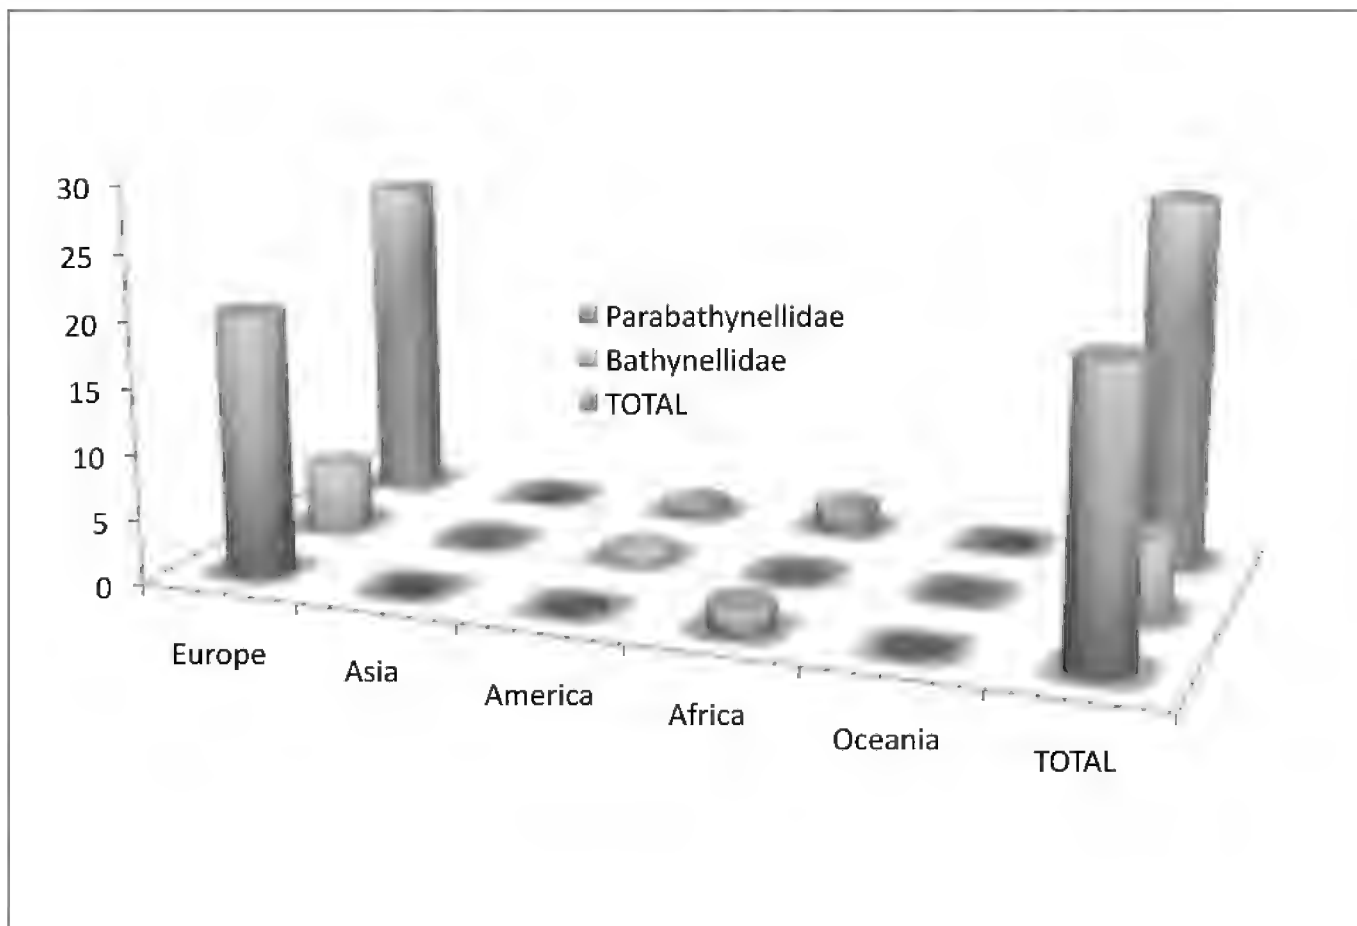 30
25
20
15
10
5
0
Parabathynellidae
Bathynellidae
TOTAL
Europe
Asia
America
Africa
Oceania
TOTAL